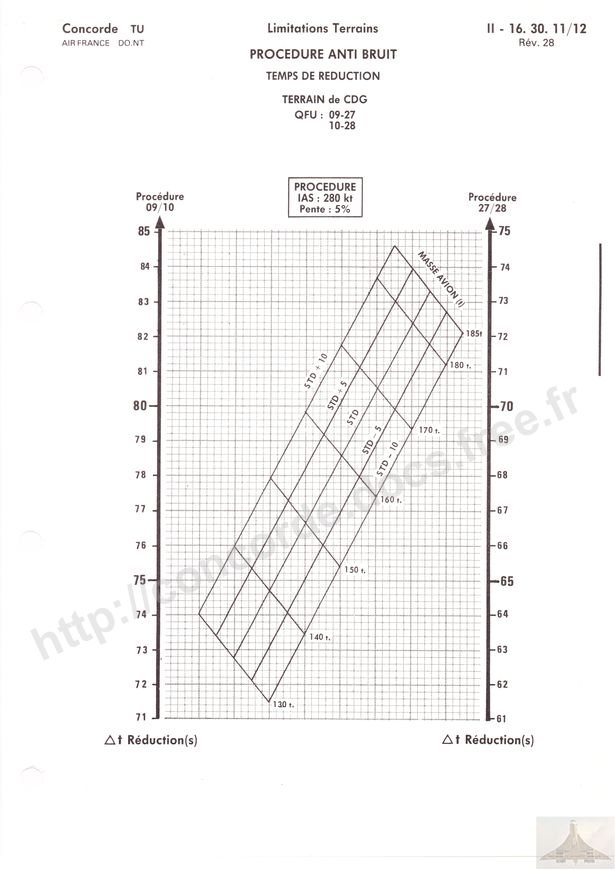 Concorde TU
AIR FRANCE DO.NT
Limitations Terrains
II - 16. 30. 11/12
Rév. 28
PROCEDURE ANTI BRUIT
TEMPS DE REDUCTION
TERRAIN de CDG
QFU : 09-27
10-28
PROCEDURE
IAS : 280 kt
Pente : 5%
Procédure
09/10
Procédure
27/28
85
84
83
82
81
80
79
78
77
76
75
74
73
72
71
75
74
73
72
71
70
69
68
67
66
65
64
63
62
61
MASSE AVION (t)
STD + 10
STD + 5
STD
STD - 5
STD - 10
185t
180 t.
170 t.
160 t.
150 t.
140 t.
130 t.
Δt Réduction(s)
Δt Réduction(s)
http://concorde.docs.free.fr